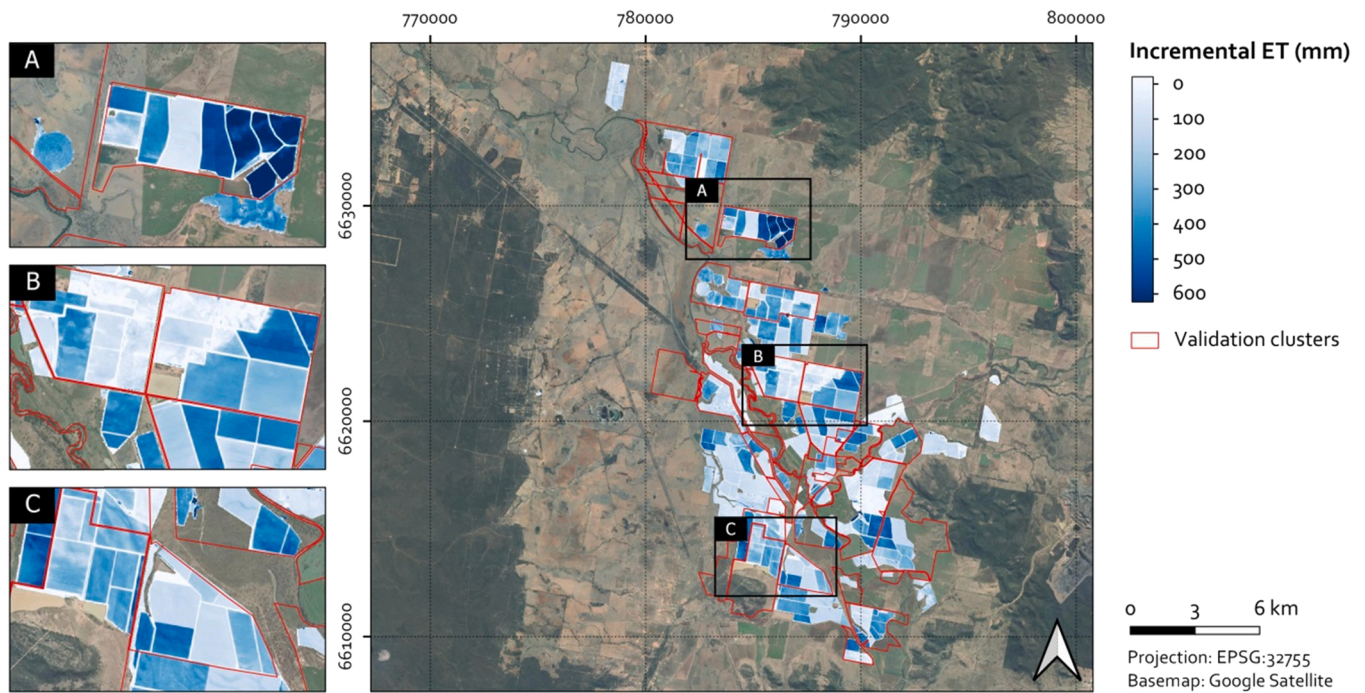 770000
780000
790000
800000
A
B
C
6630000
6620000
6610000
A
B
C
Incremental ET (mm)
0
100
200
300
400
500
600
Validation clusters
0 3 6 km
Projection: EPSG:32755
Basemap: Google Satellite